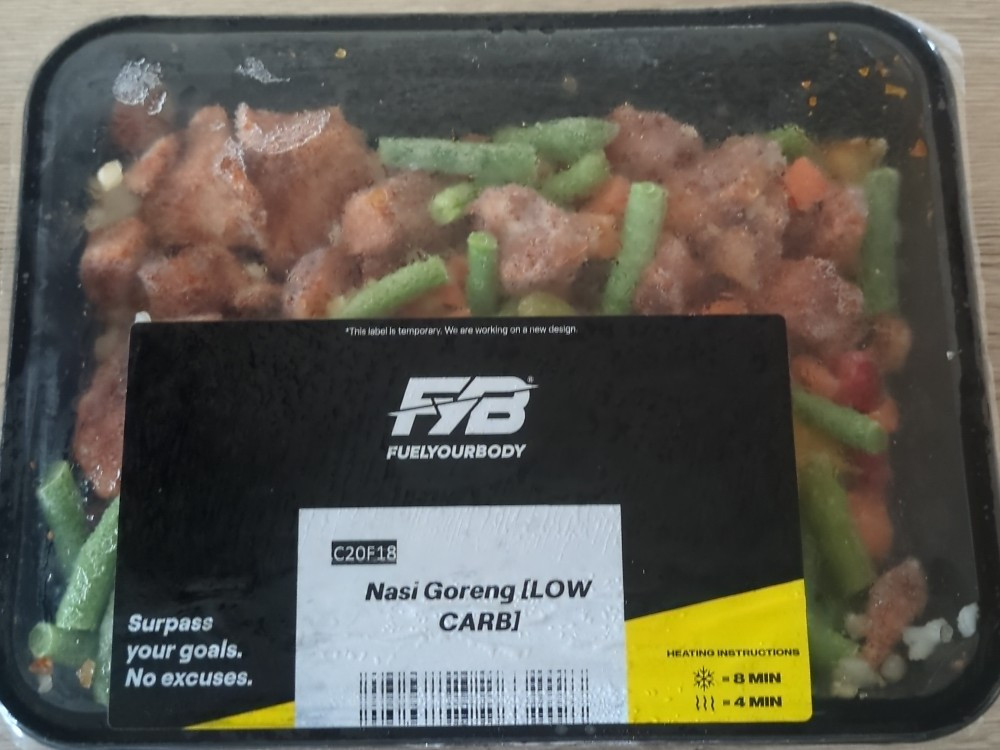 *This label is temporary. We are working on a new design.
FYB®
FUELYOURBODY
C20F18
Nasi Goreng [LOW
CARB]
Surpass
your goals.
No excuses.
HEATING INSTRUCTIONS
= 8 MIN
= 4 MIN